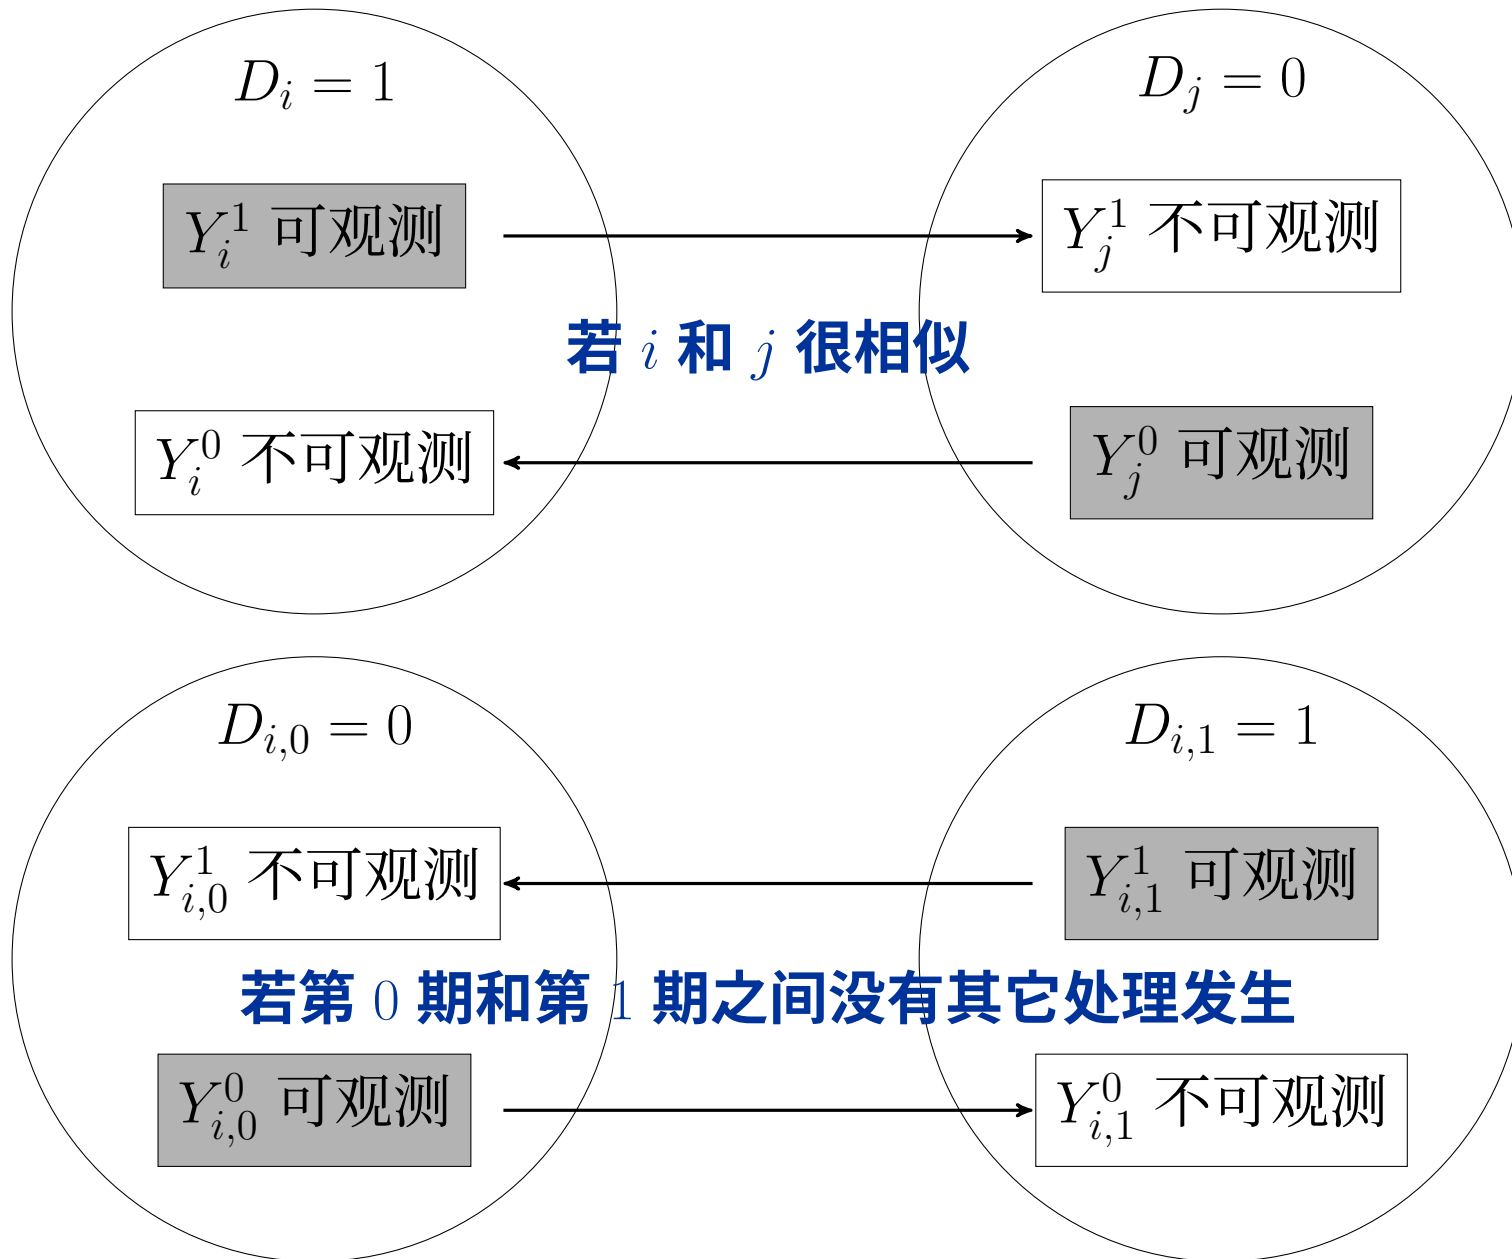 $D_i = 1$
$D_j = 0$
$Y_i^1$ 可观测
$Y_j^1$ 不可观测
若 $i$ 和 $j$ 很相似
$Y_i^0$ 不可观测
$Y_j^0$ 可观测
$D_{i,0} = 0$
$D_{i,1} = 1$
$Y_{i,0}^1$ 不可观测
$Y_{i,1}^1$ 可观测
若第 0 期和第 1 期之间没有其它处理发生
$Y_{i,0}^0$ 可观测
$Y_{i,1}^0$ 不可观测